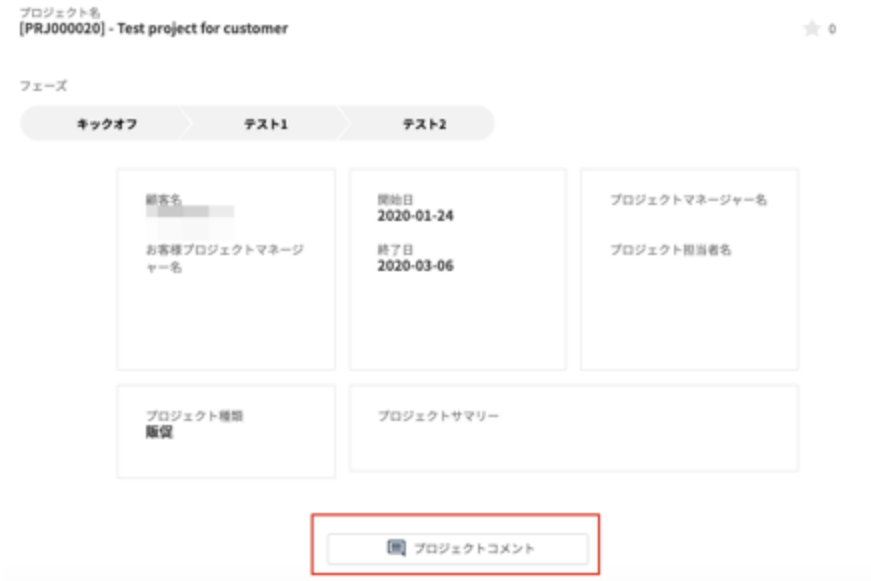 プロジェクト名
[PRJ000020] - Test project for customer
0
フェーズ
キックオフ
テスト1
テスト2
顧客名
お客様プロジェクトマネージ
ャー名
開始日
2020-01-24
終了日
2020-03-06
プロジェクトマネージャー名
プロジェクト担当者名
プロジェクト種類
販促
プロジェクトサマリー
プロジェクトコメント